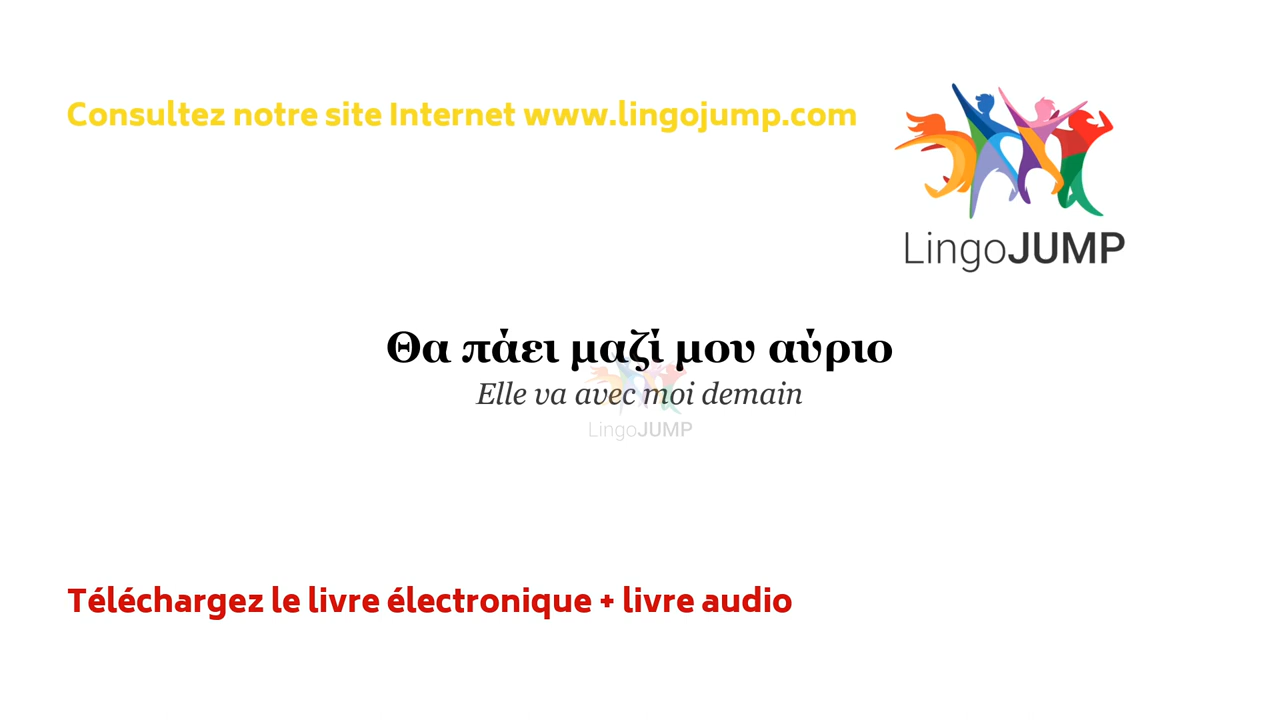 Consultez notre site Internet www.lingojump.com
LingoJUMP
Θα πάει μαζί μου αύριο
Elle va avec moi demain
LingoJUMP
Téléchargez le livre électronique + livre audio